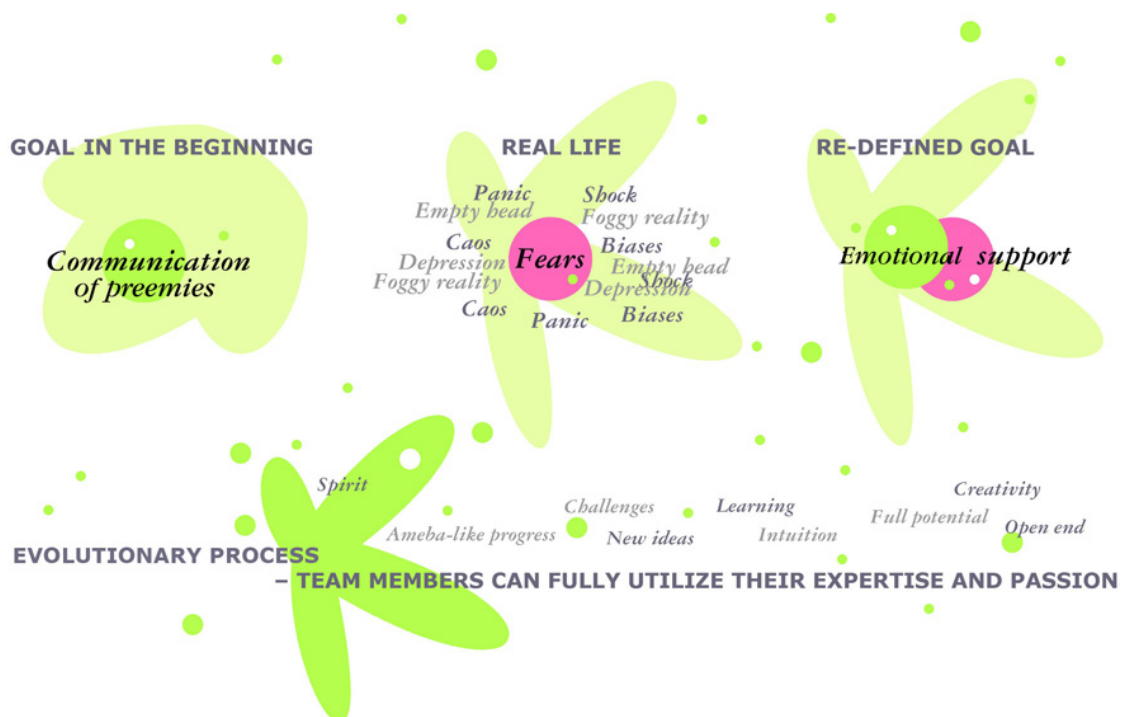 GOAL IN THE BEGINNING
Communication
of preemies
REAL LIFE
Panic
Shock
Empty head
Foggy reality
Caos
Fears
Biases
Depression
Empty head
Foggy reality
Shock
Depression
Caos
Panic
Biases
RE-DEFINED GOAL
Emotional support
Spirit
Ameba-like progress
Challenges
New ideas
Learning
Intuition
Full potential
Creativity
Open end
EVOLUTIONARY PROCESS
– TEAM MEMBERS CAN FULLY UTILIZE THEIR EXPERTISE AND PASSION